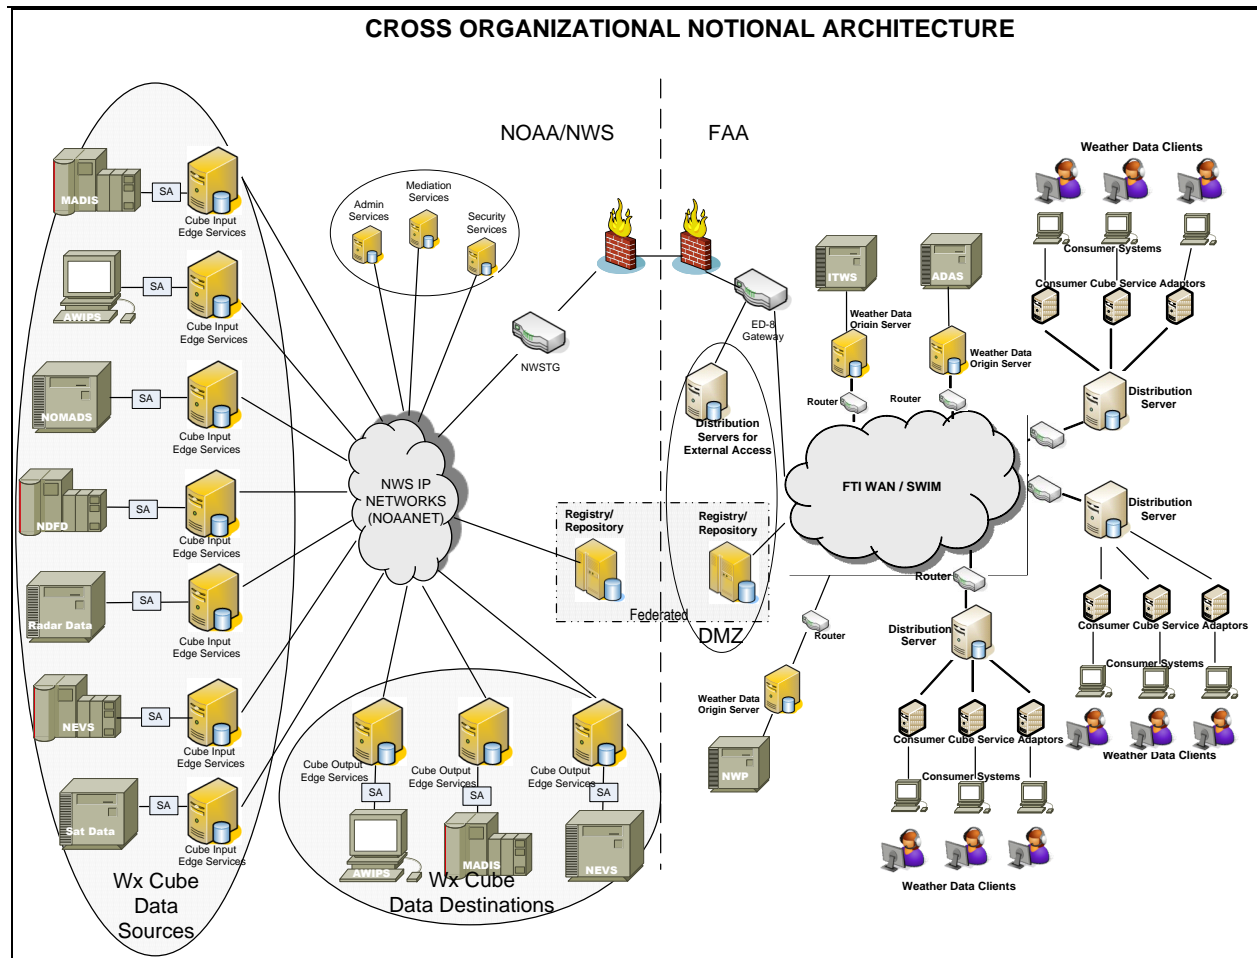 CROSS ORGANIZATIONAL NOTIONAL ARCHITECTURE
NOAA/NWS
FAA
MADIS
SA
Cube Input
Edge Services
AWIPS
SA
Cube Input
Edge Services
NOMADS
SA
Cube Input
Edge Services
NDFD
SA
Cube Input
Edge Services
Radar Data
SA
Cube Input
Edge Services
NEVS
SA
Cube Input
Edge Services
Sat Data
SA
Cube Input
Edge Services
Wx Cube
Data
Sources
Admin
Services
Mediation
Services
Security
Services
NWSTG
NWS IP
NETWORKS
(NOAANET)
Registry/
Repository
Federated
Cube Output
Edge Services
SA
AWIPS
Cube Output
Edge Services
SA
MADIS
Cube Output
Edge Services
SA
NEVS
Wx Cube
Data Destinations
ED-8
Gateway
Distribution
Servers for
External Access
Registry/
Repository
DMZ
ITWS
Weather Data
Origin Server
Router
ADAS
Weather Data
Origin Server
Router
FTI WAN / SWIM
Router
Weather Data
Origin Server
NWP
Weather Data Clients
Consumer Systems
Consumer Cube Service Adaptors
Distribution
Server
Distribution
Server
Consumer Cube Service Adaptors
Consumer Systems
Weather Data Clients
Router
Distribution
Server
Consumer Cube Service Adaptors
Consumer Systems
Weather Data Clients